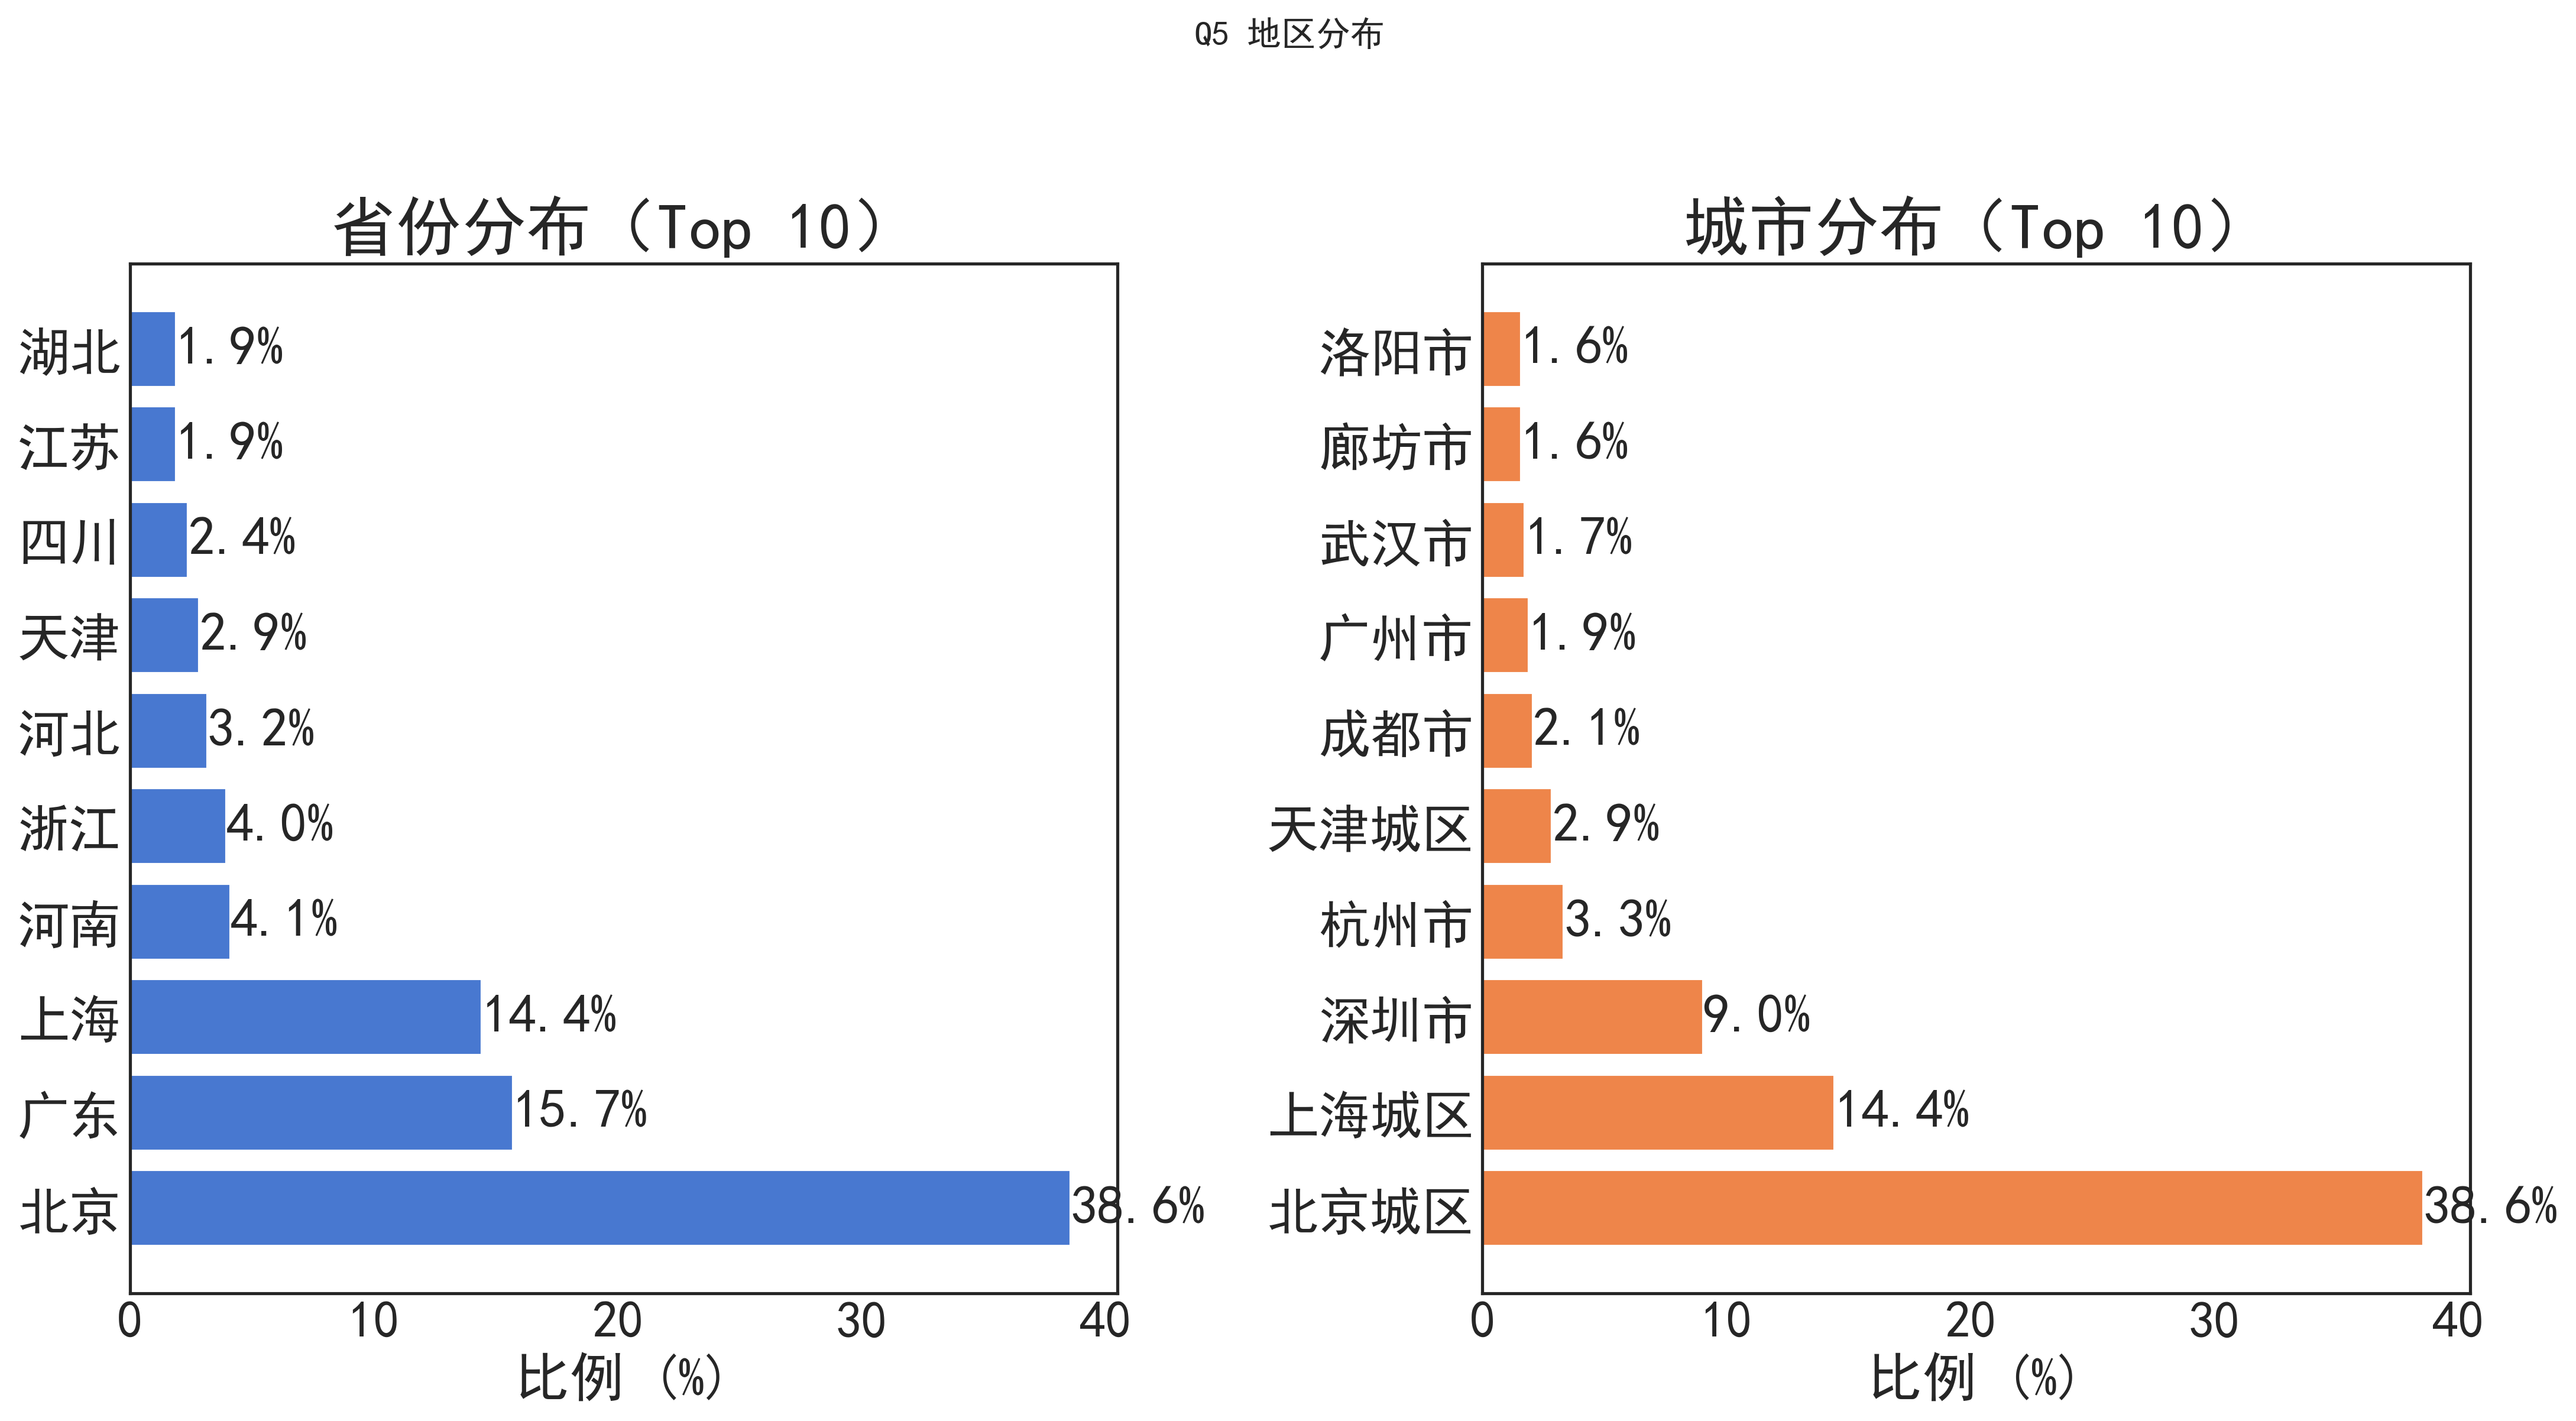 Q5 地区分布
省份分布（Top 10）
湖北 1.9%
江苏 1.9%
四川 2.4%
天津 2.9%
河北 3.2%
浙江 4.0%
河南 4.1%
上海 14.4%
广东 15.7%
北京 38.6%
0 10 20 30 40
比例 (%)
城市分布（Top 10）
洛阳市 1.6%
廊坊市 1.6%
武汉市 1.7%
广州市 1.9%
成都市 2.1%
天津城区 2.9%
杭州市 3.3%
深圳市 9.0%
上海城区 14.4%
北京城区 38.6%
0 10 20 30 40
比例 (%)